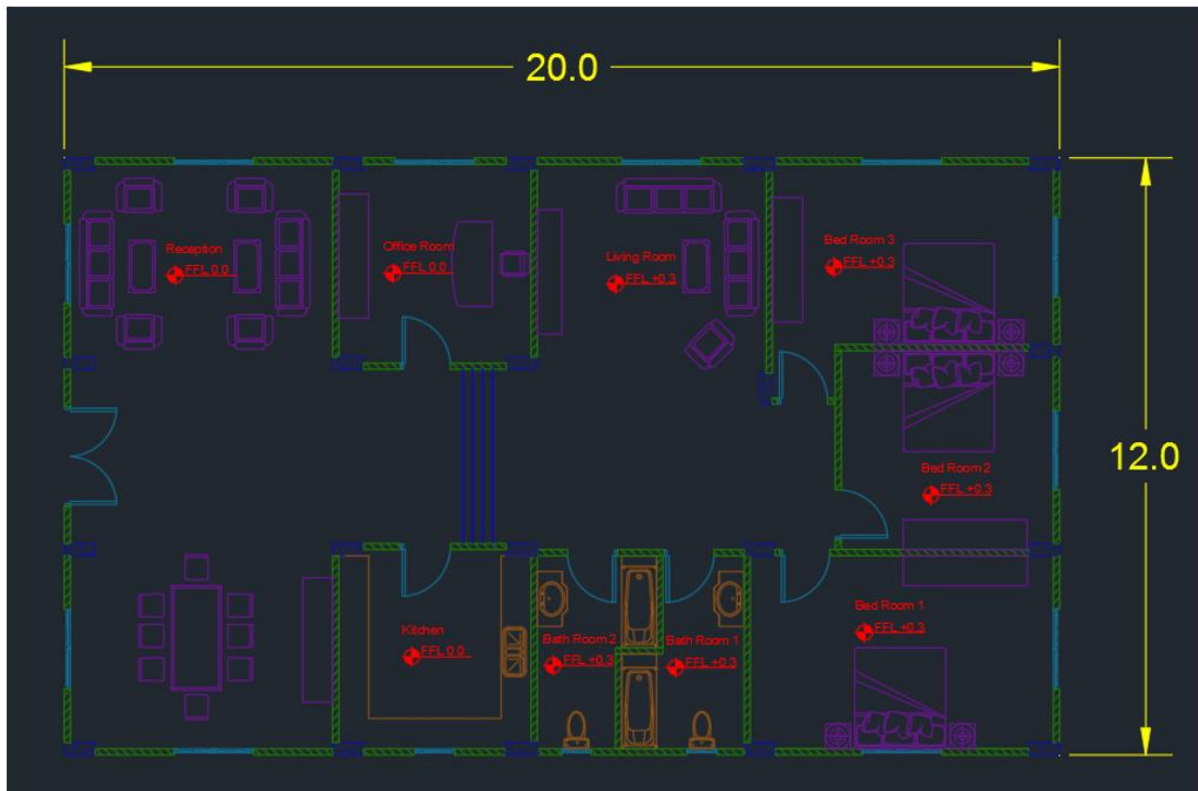 20.0
Reception
FFL 0.0
Office Room
FFL 0.0
Living Room
FFL +0.3
Bed Room 3
FFL +0.3
12.0
Bed Room 2
FFL +0.3
Kitchen
FFL 0.0
Bath Room 2
FFL +0.3
Bath Room 1
FFL +0.3
Bed Room 1
FFL +0.3